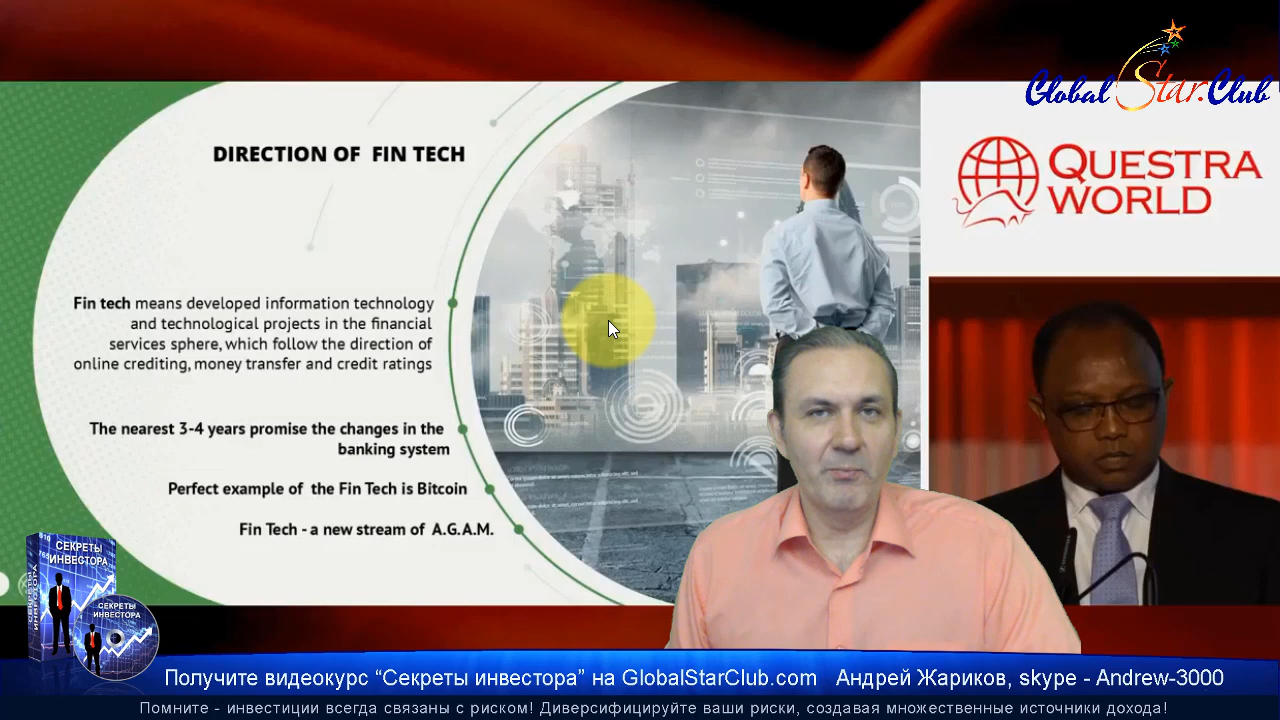 Global Star.Club
QUESTRA
WORLD
DIRECTION OF FIN TECH
Fin tech means developed information technology
and technological projects in the financial
services sphere, which follow the direction of
online crediting, money transfer and credit ratings
The nearest 3-4 years promise the changes in the
banking system
Perfect example of the Fin Tech is Bitcoin
Fin Tech - a new stream of A.G.A.M.
СЕКРЕТЫ
ИНВЕСТОРА
СЕКРЕТЫ
ИНВЕСТОРА
СЕКРЕТЫ
ИНВЕСТОРА
Получите видеокурс “Секреты инвестора” на GlobalStarClub.com Андрей Жариков, skype - Andrew-3000
Помните - инвестиции всегда связаны с риском! Диверсифицируйте ваши риски, создавая множественные источники дохода!